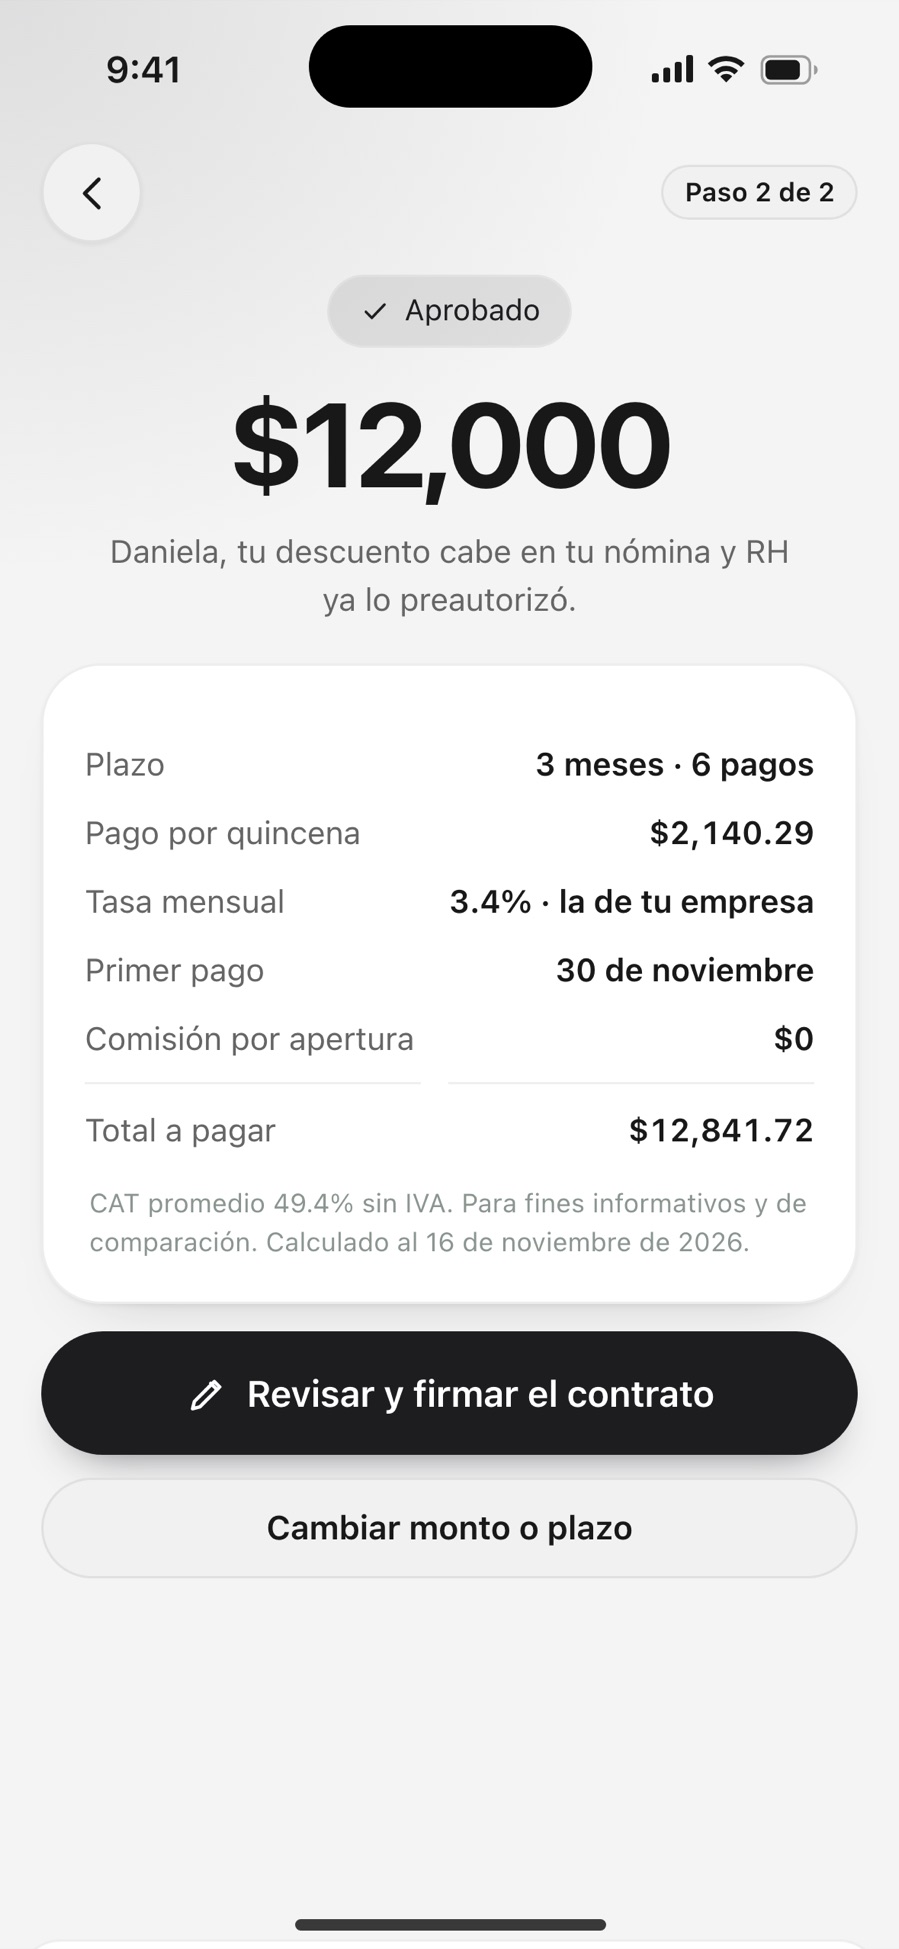 9:41
Paso 2 de 2
Aprobado
$12,000
Daniela, tu descuento cabe en tu nómina y RH
ya lo preautorizó.
Plazo 3 meses · 6 pagos
Pago por quincena $2,140.29
Tasa mensual 3.4% · la de tu empresa
Primer pago 30 de noviembre
Comisión por apertura $0
Total a pagar $12,841.72
CAT promedio 49.4% sin IVA. Para fines informativos y de
comparación. Calculado al 16 de noviembre de 2026.
Revisar y firmar el contrato
Cambiar monto o plazo